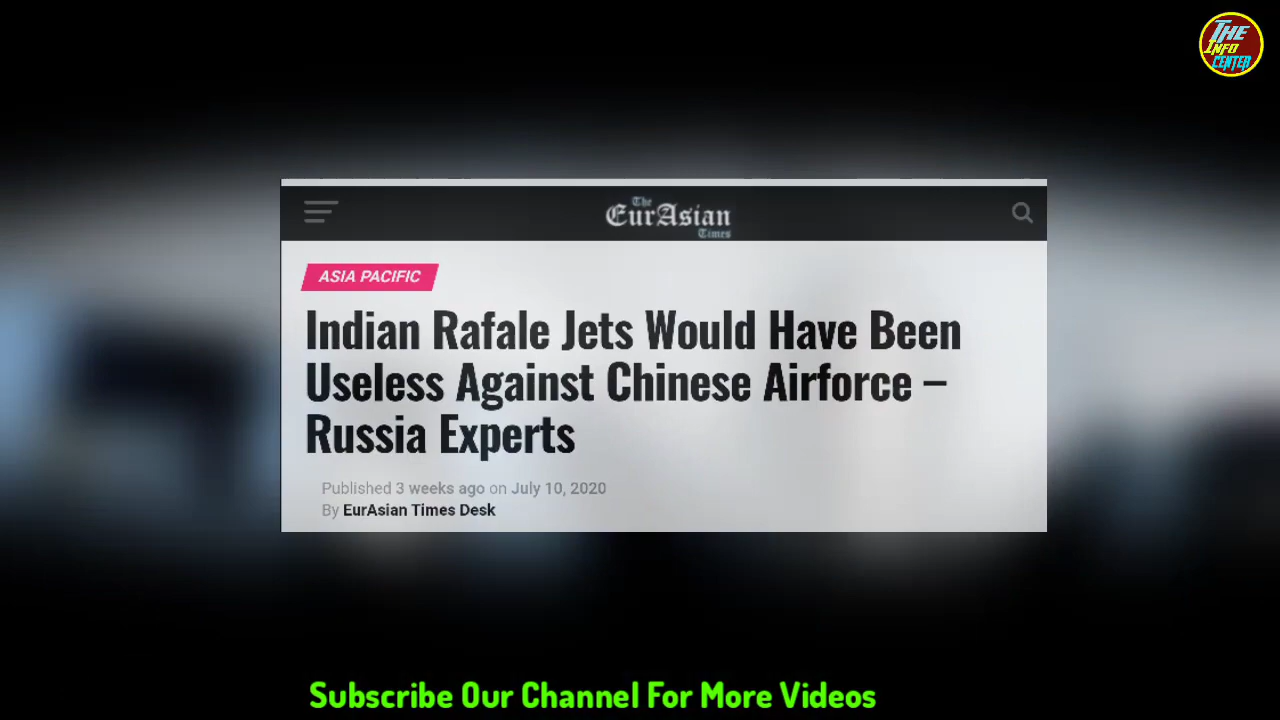 THE
INFO
CENTER
The
EurAsian
Times
ASIA PACIFIC
Indian Rafale Jets Would Have Been
Useless Against Chinese Airforce –
Russia Experts
Published 3 weeks ago on July 10, 2020
By EurAsian Times Desk
Subscribe Our Channel For More Videos